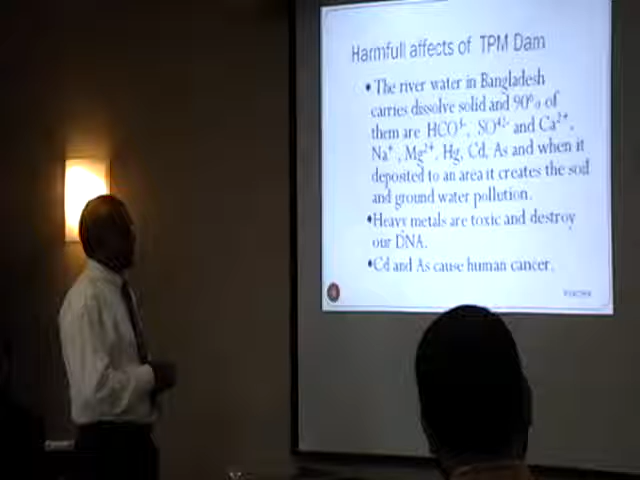 Harmfull affects of TPM Dam
• The river water in Bangladesh
carries dissolve solid and 90% of
them are HCO³⁻, SO⁴²⁻ and Ca²⁺,
Na⁺, Mg²⁺, Hg, Cd, As and when it
deposited to an area it creates the soil
and ground water pollution.
•Heavy metals are toxic and destroy
our DNA.
•Cd and As cause human cancer.